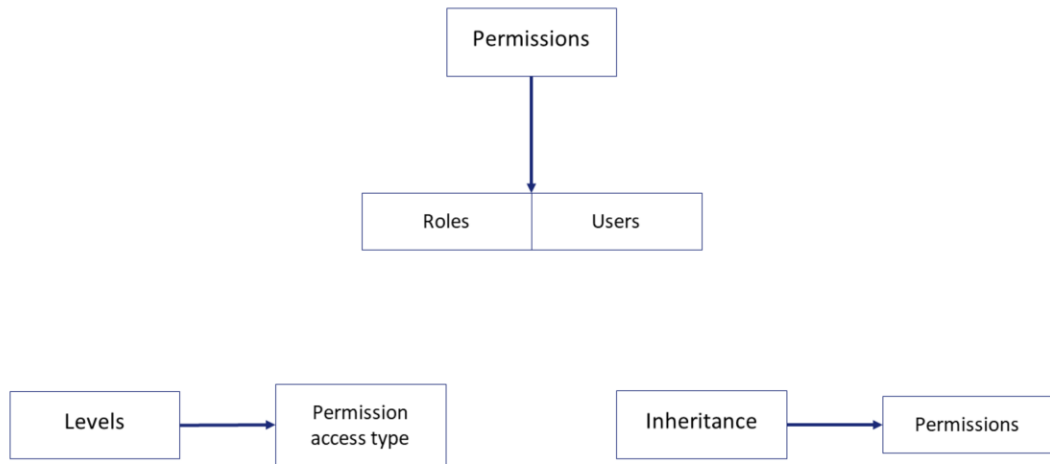 Permissions
Roles
Users
Levels
Permission
access type
Inheritance
Permissions